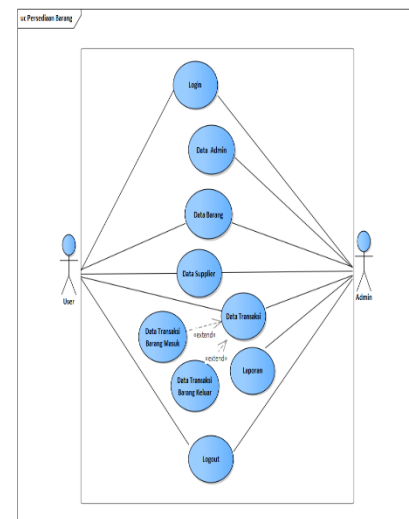 uc Persediaan Barang
Login
Data Admin
Data Barang
Data Supplier
User
Admin
Data Transaksi
Data Transaksi
Barang Masuk
«extend»
«extend»
Data Transaksi
Barang Keluar
Laporan
Logout